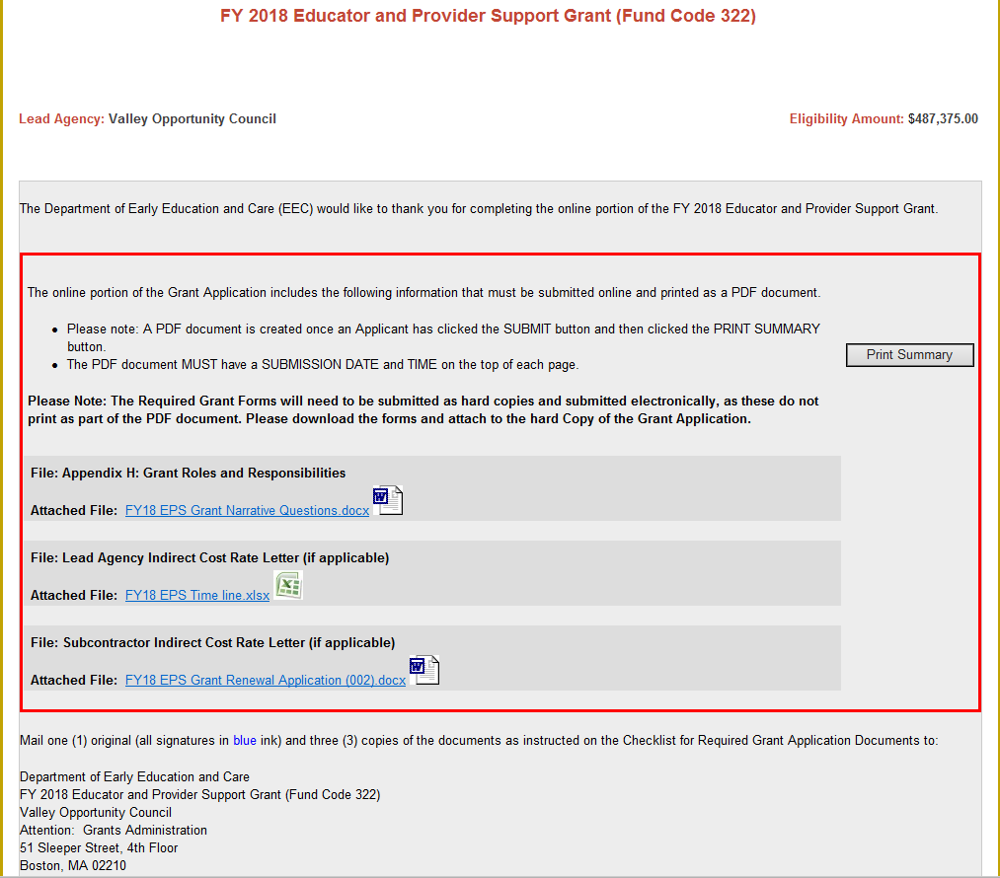 FY 2018 Educator and Provider Support Grant (Fund Code 322)
Lead Agency: Valley Opportunity Council
Eligibility Amount: $487,375.00
The Department of Early Education and Care (EEC) would like to thank you for completing the online portion of the FY 2018 Educator and Provider Support Grant.
The online portion of the Grant Application includes the following information that must be submitted online and printed as a PDF document.
• Please note: A PDF document is created once an Applicant has clicked the SUBMIT button and then clicked the PRINT SUMMARY
button.
• The PDF document MUST have a SUBMISSION DATE and TIME on the top of each page.
Print Summary
Please Note: The Required Grant Forms will need to be submitted as hard copies and submitted electronically, as these do not
print as part of the PDF document. Please download the forms and attach to the hard Copy of the Grant Application.
File: Appendix H: Grant Roles and Responsibilities
Attached File: FY18 EPS Grant Narrative Questions.docx
File: Lead Agency Indirect Cost Rate Letter (if applicable)
Attached File: FY18 EPS Time line.xlsx
File: Subcontractor Indirect Cost Rate Letter (if applicable)
Attached File: FY18 EPS Grant Renewal Application (002).docx
Mail one (1) original (all signatures in blue ink) and three (3) copies of the documents as instructed on the Checklist for Required Grant Application Documents to:
Department of Early Education and Care
FY 2018 Educator and Provider Support Grant (Fund Code 322)
Valley Opportunity Council
Attention: Grants Administration
51 Sleeper Street, 4th Floor
Boston, MA 02210